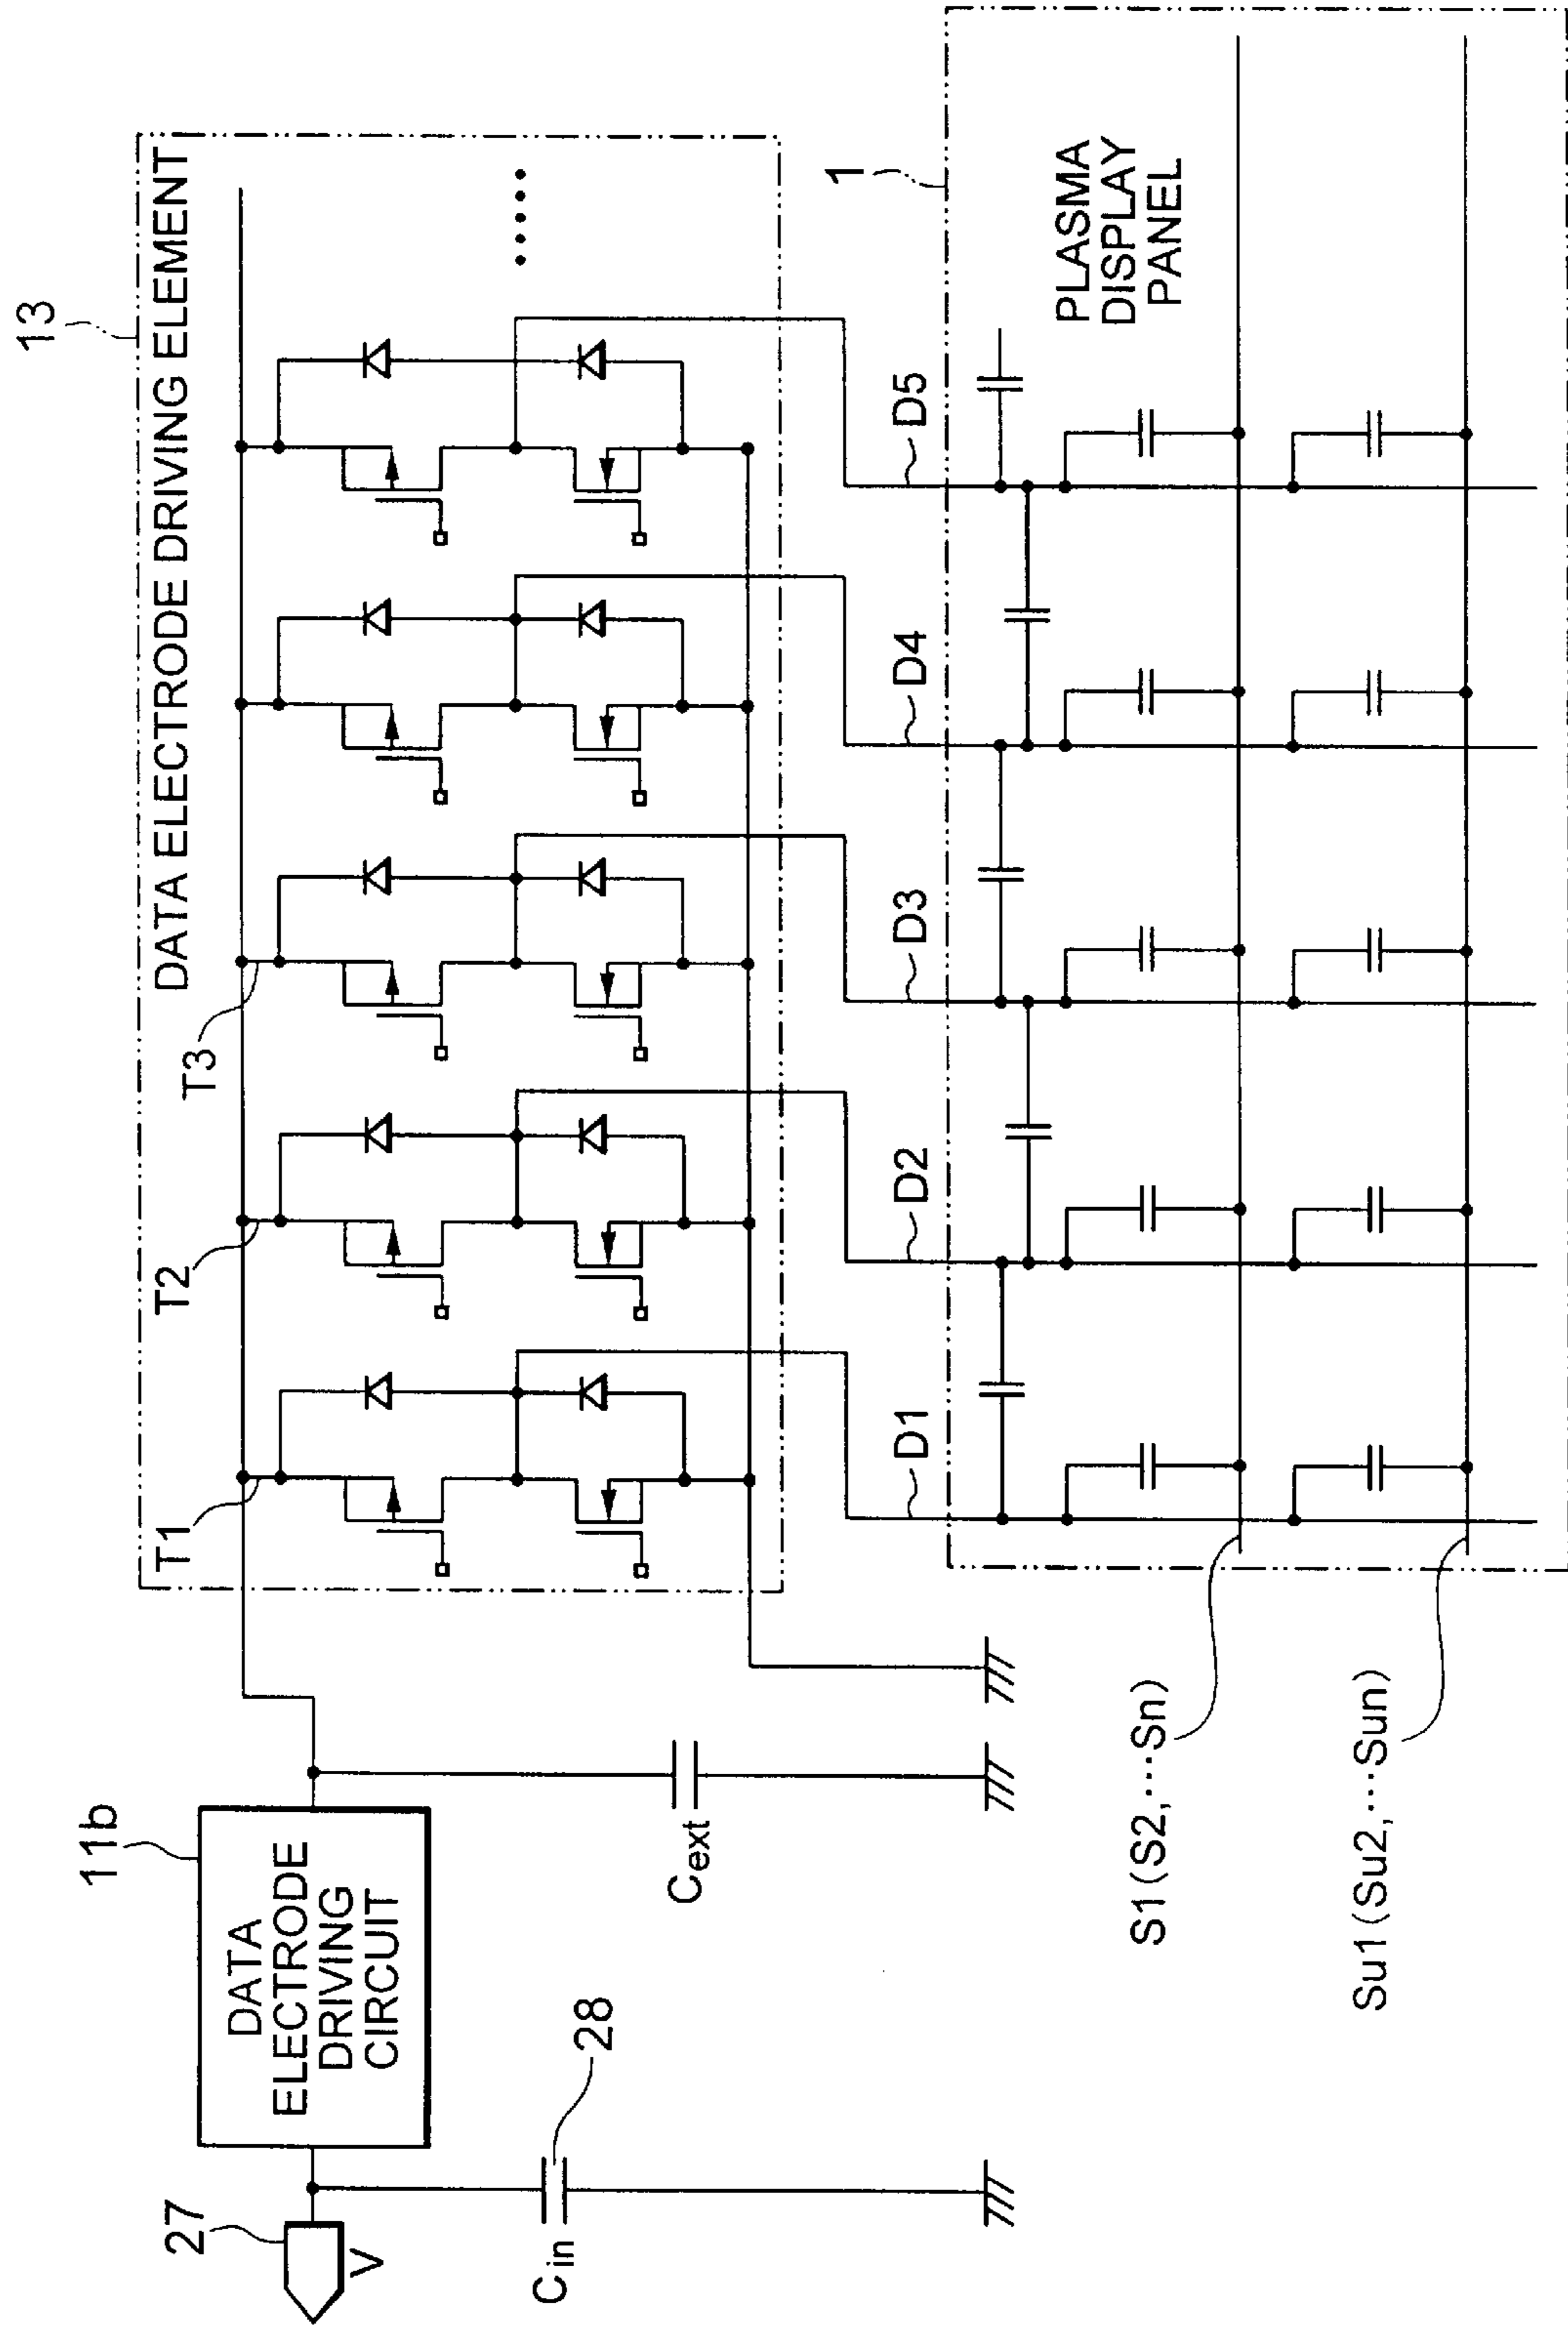 13
DATA ELECTRODE DRIVING ELEMENT
T1
T2
T3
.....
11b
DATA
ELECTRODE
DRIVING
CIRCUIT
27
V
Cin
28
Cext
D1
D2
D3
D4
D5
1
PLASMA
DISPLAY
PANEL
S1(S2,···Sn)
Su1(Su2,···Sun)